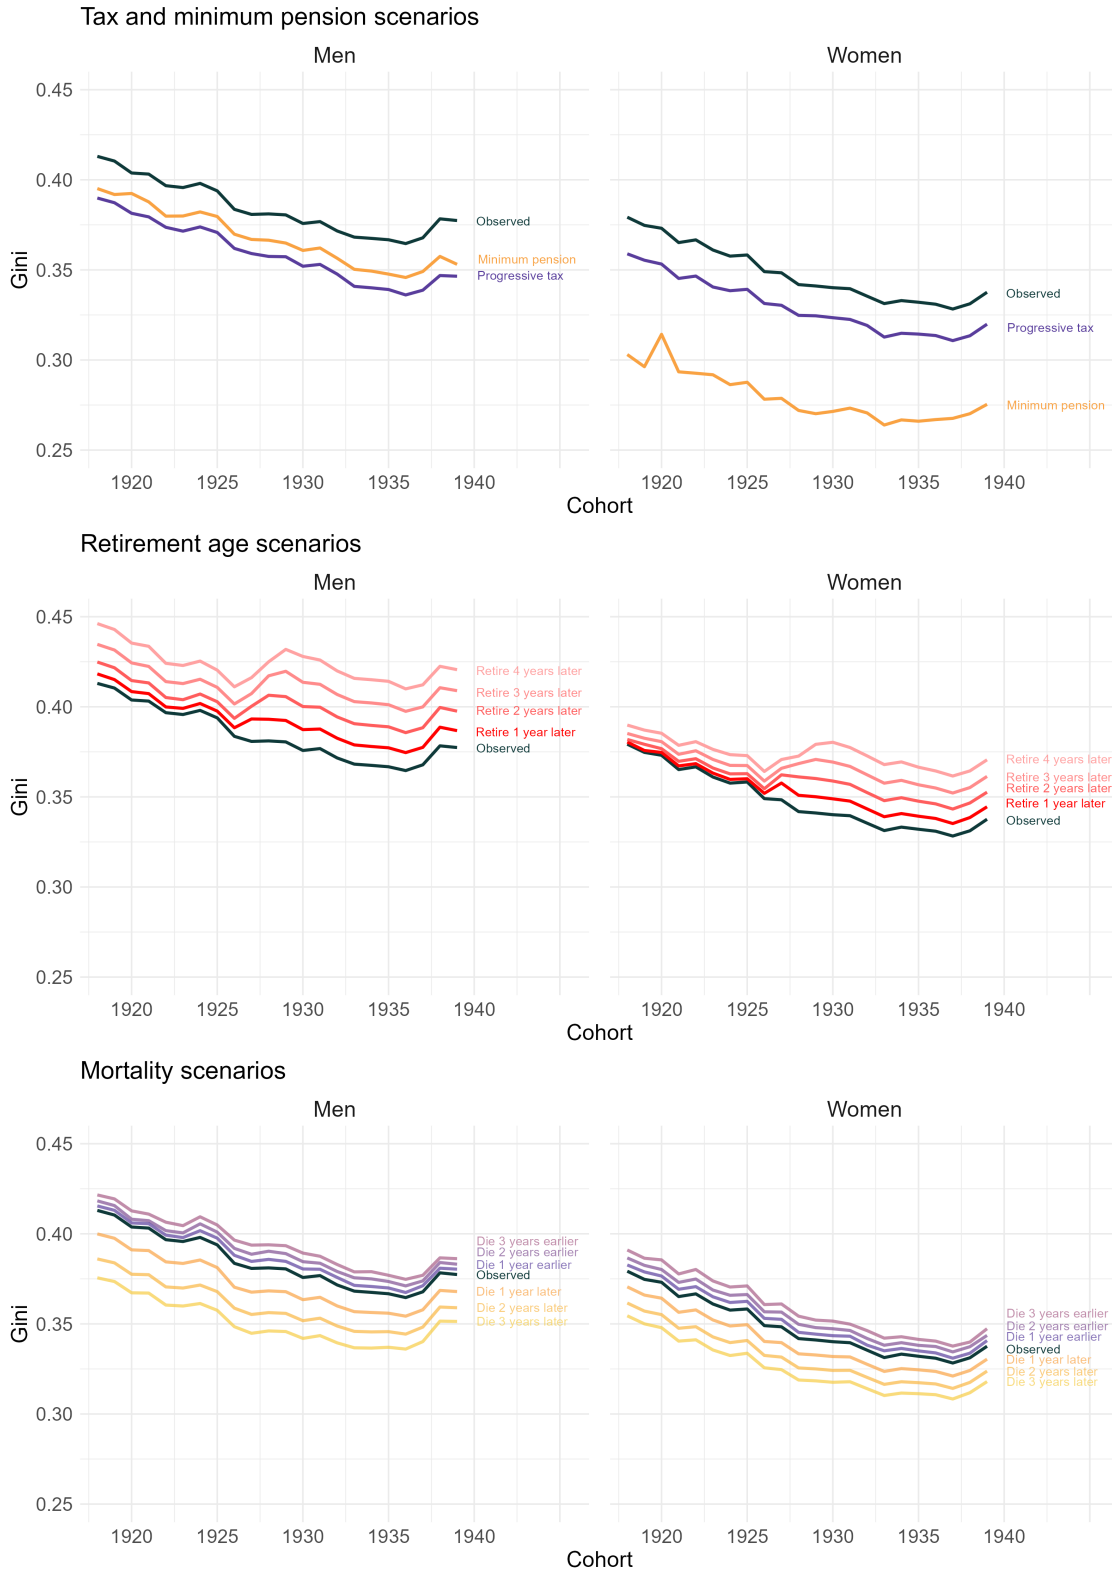 Tax and minimum pension scenarios
Men
Women
Gini
0.45
0.40
0.35
0.30
0.25
Observed
Minimum pension
Progressive tax
Observed
Progressive tax
Minimum pension
1920 1925 1930 1935 1940
1920 1925 1930 1935 1940
Cohort
Retirement age scenarios
Men
Women
Gini
0.45
0.40
0.35
0.30
0.25
Retire 4 years later
Retire 3 years later
Retire 2 years later
Retire 1 year later
Observed
Retire 4 years later
Retire 3 years later
Retire 2 years later
Retire 1 year later
Observed
1920 1925 1930 1935 1940
1920 1925 1930 1935 1940
Cohort
Mortality scenarios
Men
Women
Gini
0.45
0.40
0.35
0.30
0.25
Die 3 years earlier
Die 2 years earlier
Die 1 year earlier
Observed
Die 1 year later
Die 2 years later
Die 3 years later
Die 3 years earlier
Die 2 years earlier
Die 1 year earlier
Observed
Die 1 year later
Die 2 years later
Die 3 years later
1920 1925 1930 1935 1940
1920 1925 1930 1935 1940
Cohort